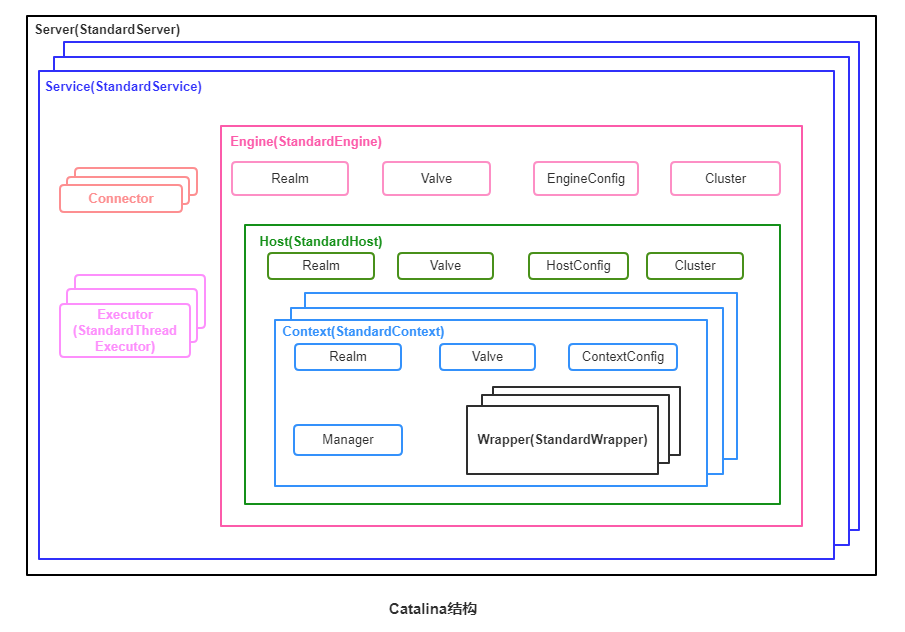 Server(StandardServer)
Service(StandardService)
Engine(StandardEngine)
Realm
Valve
EngineConfig
Cluster
Connector
Host(StandardHost)
Realm
Valve
HostConfig
Cluster
Executor
(StandardThread
Executor)
Context(StandardContext)
Realm
Valve
ContextConfig
Manager
Wrapper(StandardWrapper)
Catalina结构